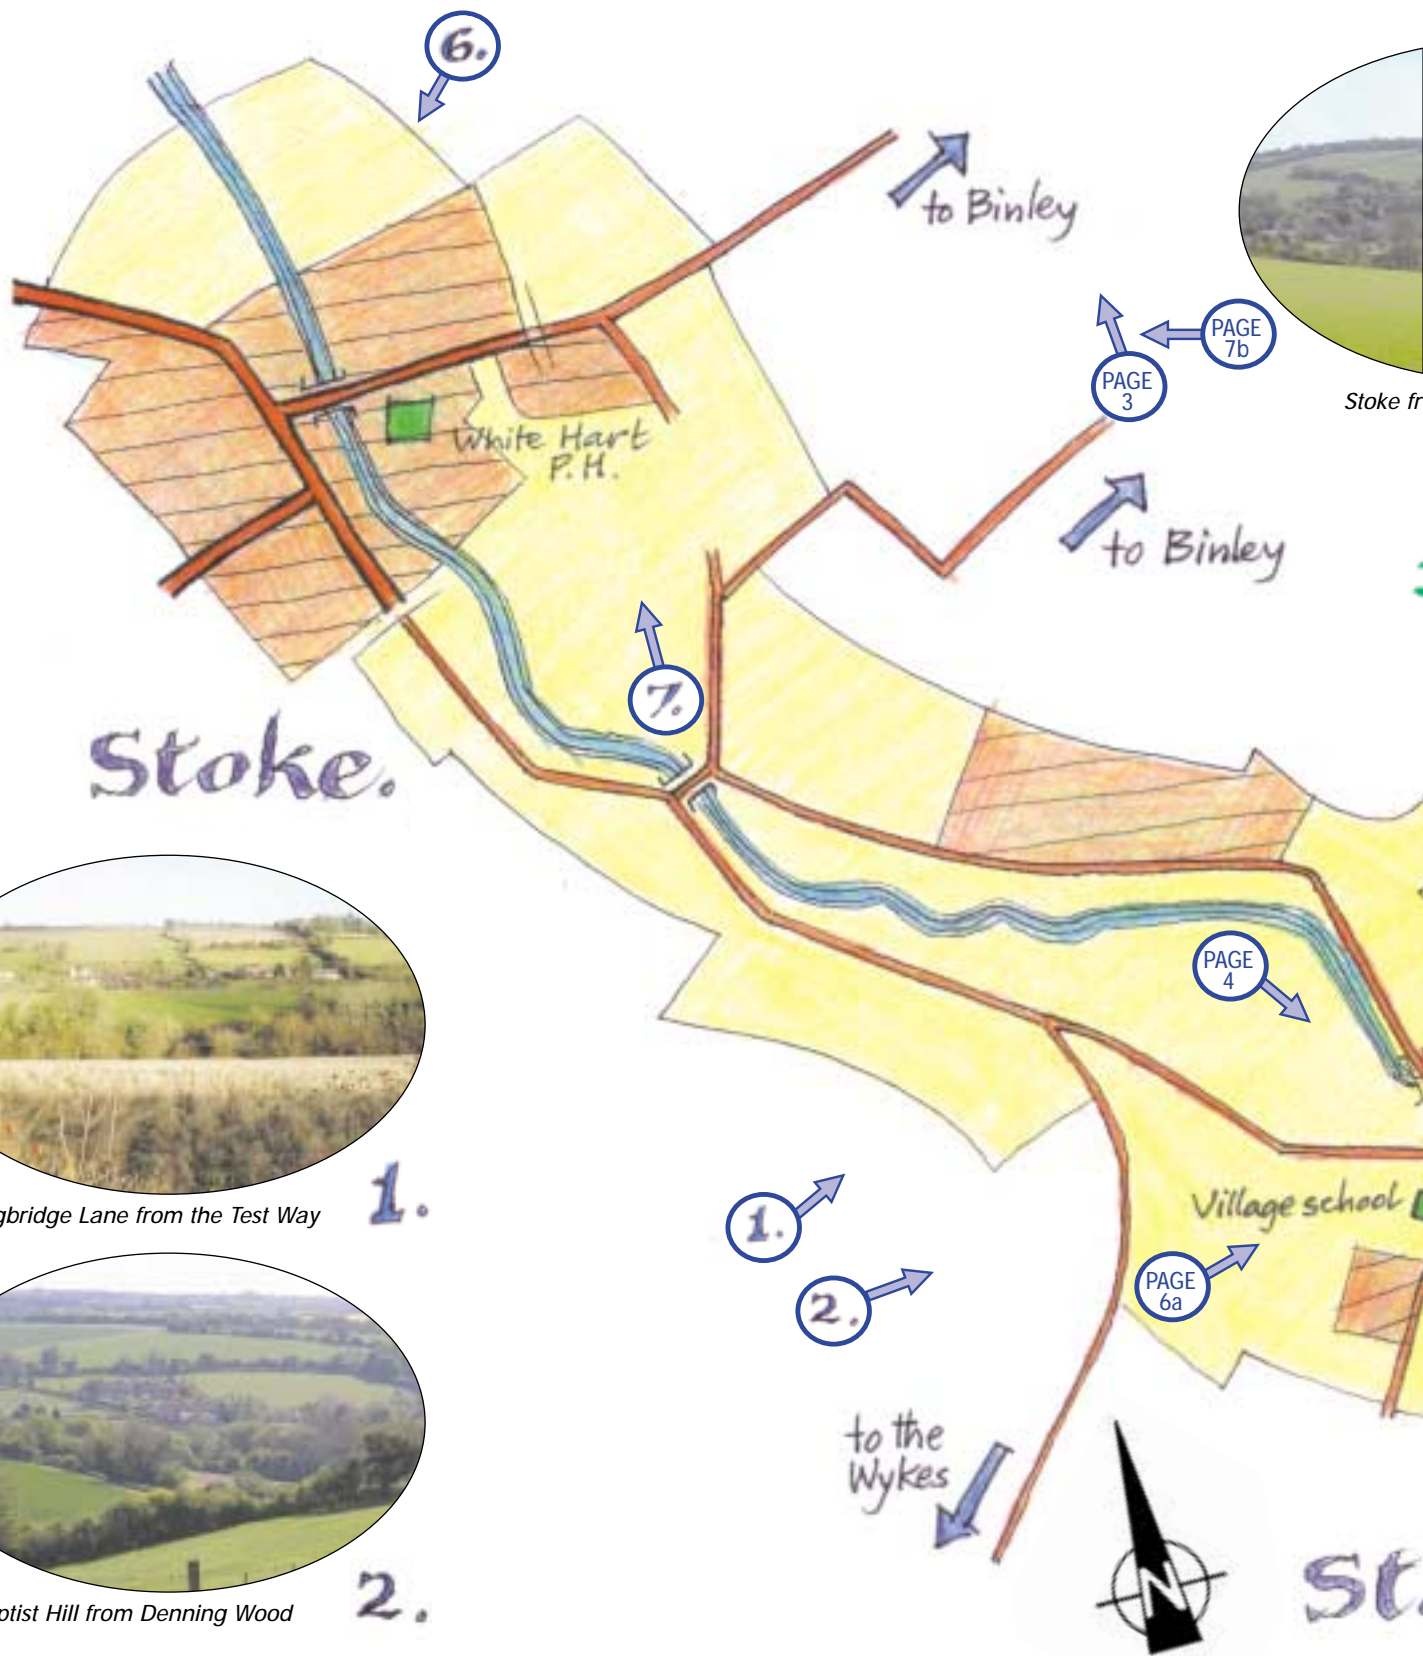 6.
to Binley
PAGE
7b
PAGE
3
Stoke fr
White Hart
P.H.
to Binley
7.
Stoke.
PAGE
4
1.
gbridge Lane from the Test Way
1.
Village school
PAGE
6a
2.
to the
Wykes
N
St.
2.
ptist Hill from Denning Wood